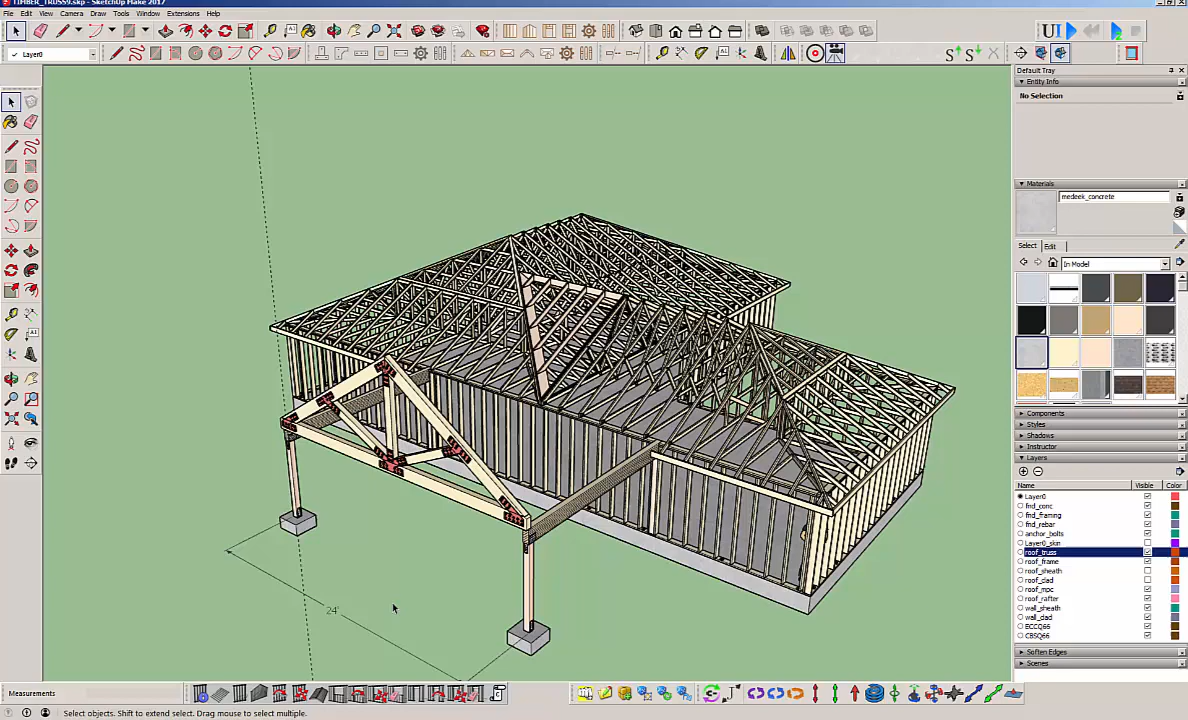 TIMBER_TRUSS9.skp - SketchUp Make 2017
File Edit View Camera Draw Tools Window Extensions Help
UI
Layer0
Default Tray
Entity Info
No Selection
Materials
medeek_concrete
Select Edit
In Model
Components
Styles
Shadows
Instructor
Layers
Name Visible Color
Layer0
fnd_conc
fnd_framing
fnd_rebar
anchor_bolts
Layer0_skin
roof_truss
roof_frame
roof_sheath
roof_clad
roof_mpc
roof_rafter
wall_sheath
wall_clad
ECCQ66
CBSQ66
Soften Edges
Scenes
24'
Measurements
Select objects. Shift to extend select. Drag mouse to select multiple.